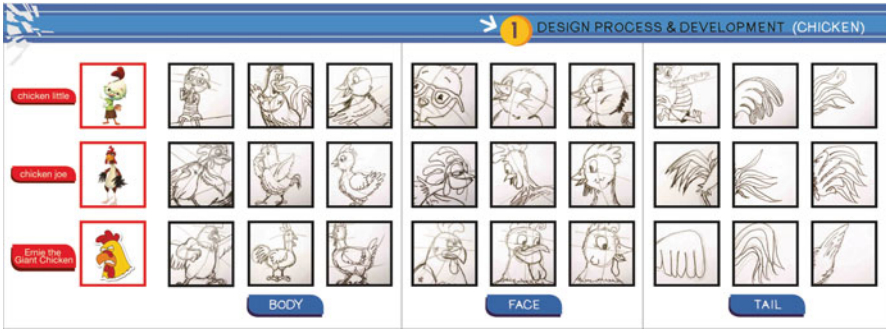 1 DESIGN PROCESS & DEVELOPMENT (CHICKEN)
chicken little
chicken joe
Ernie the
Giant Chicken
BODY
FACE
TAIL